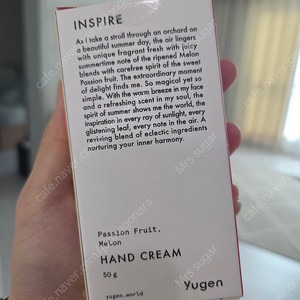 INSPIRE
As I take a stroll through an orchard on
a beautiful summer day, the air lingers
with unique fragrant fresh with juicy
summertime note of the ripened Melon
blends with carefree spirit of the sweet
Passion fruit. The extraordinary moment
of delight finds me. So magical yet so
simple. With the warm breeze in my face
and a refreshing scent in my soul, the
spirit of summer shows me the world, the
inspiration in every ray of sunlight, every
glistening leaf, every note in the air. A
reviving blend of eclectic ingredients
nurturing your inner harmony.
Passion Fruit.
Melon
HAND CREAM
50 g
yugen.world
Yugen
Mrs sugar